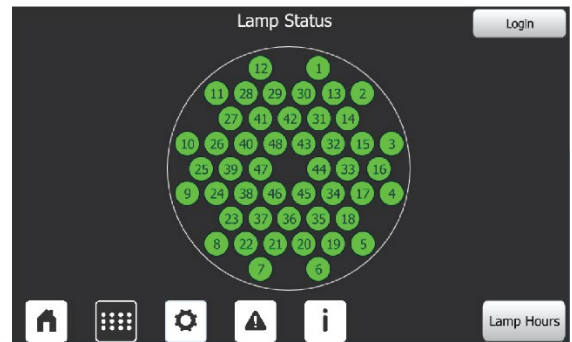 Lamp Status
Login
12 1
11 28 29 30 13 2
27 41 42 31 14
10 26 40 48 43 32 15 3
25 39 47 44 33 16
9 24 38 46 45 34 17 4
23 37 36 35 18
8 22 21 20 19 5
7 6
i
Lamp Hours